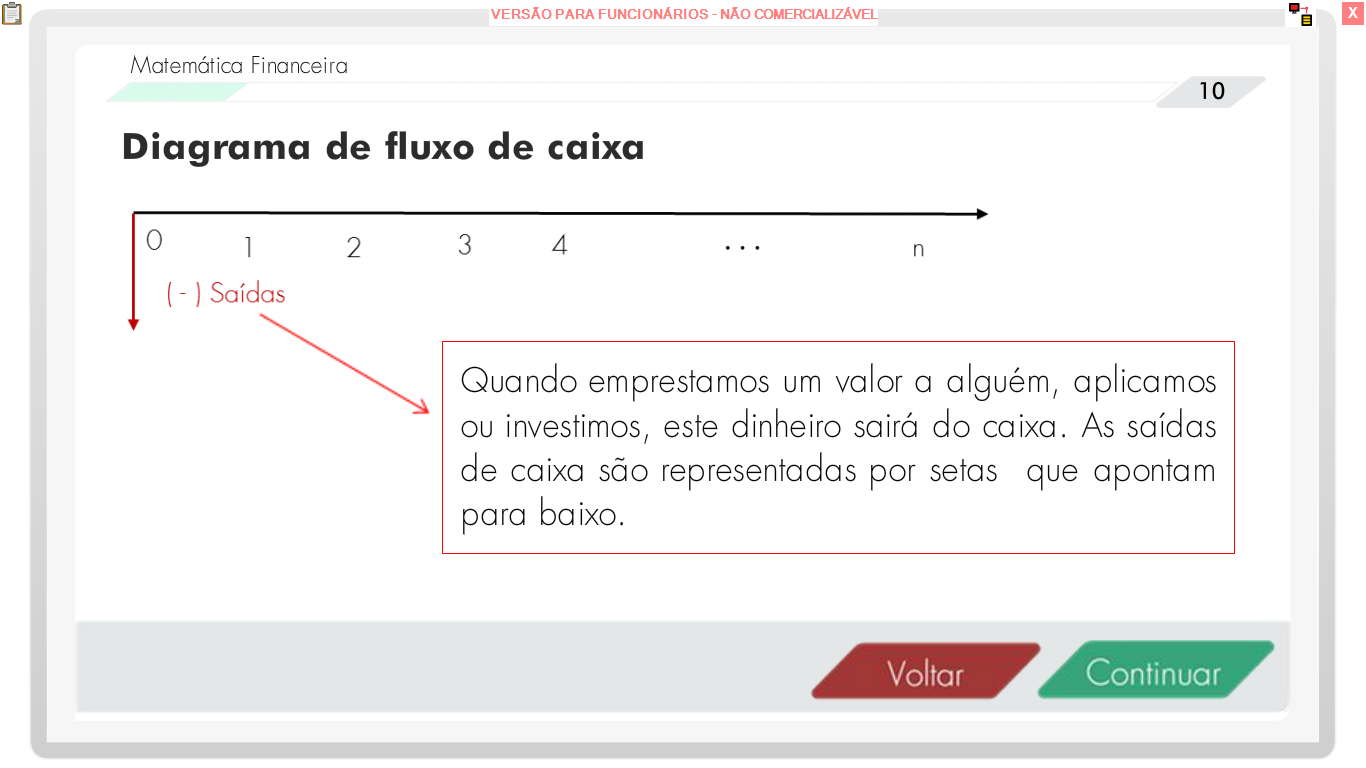 VERSÃO PARA FUNCIONÁRIOS - NÃO COMERCIALIZÁVEL
X
Matemática Financeira
10
Diagrama de fluxo de caixa
0 1 2 3 4 ... n
( - ) Saídas
Quando emprestamos um valor a alguém, aplicamos
ou investimos, este dinheiro sairá do caixa. As saídas
de caixa são representadas por setas que apontam
para baixo.
Voltar
Continuar